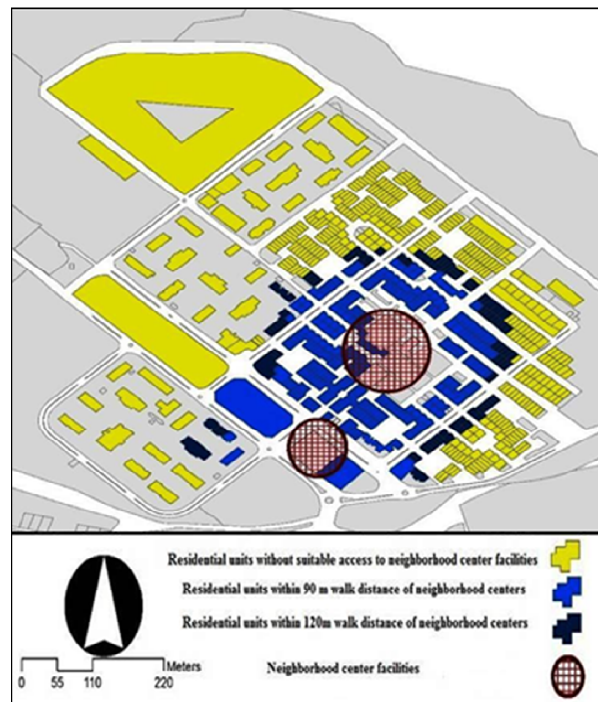 Residential units without suitable access to neighborhood center facilities
Residential units within 90 m walk distance of neighborhood centers
Residential units within 120m walk distance of neighborhood centers
Neighborhood center facilities
Meters
0 55 110 220